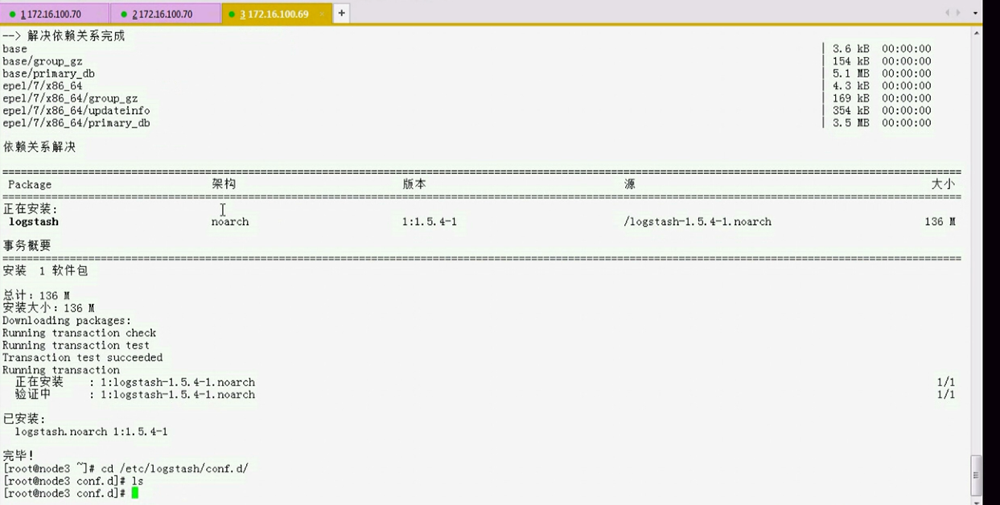 1 172.16.100.70 2 172.16.100.70 3 172.16.100.69 × +
--> 解决依赖关系完成
base | 3.6 kB 00:00:00
base/group_gz | 154 kB 00:00:00
base/primary_db | 5.1 MB 00:00:00
epel/7/x86_64 | 4.3 kB 00:00:00
epel/7/x86_64/group_gz | 169 kB 00:00:00
epel/7/x86_64/updateinfo | 354 kB 00:00:00
epel/7/x86_64/primary_db | 3.5 MB 00:00:00
依赖关系解决
Package 架构 版本 源 大小
正在安装:
logstash noarch 1:1.5.4-1 /logstash-1.5.4-1.noarch 136 M
事务概要
安装 1 软件包
总计：136 M
安装大小：136 M
Downloading packages:
Running transaction check
Running transaction test
Transaction test succeeded
Running transaction
正在安装 : 1:logstash-1.5.4-1.noarch 1/1
验证中 : 1:logstash-1.5.4-1.noarch 1/1
已安装:
logstash.noarch 1:1.5.4-1
完毕！
[root@node3 ~]# cd /etc/logstash/conf.d/
[root@node3 conf.d]# ls
[root@node3 conf.d]#